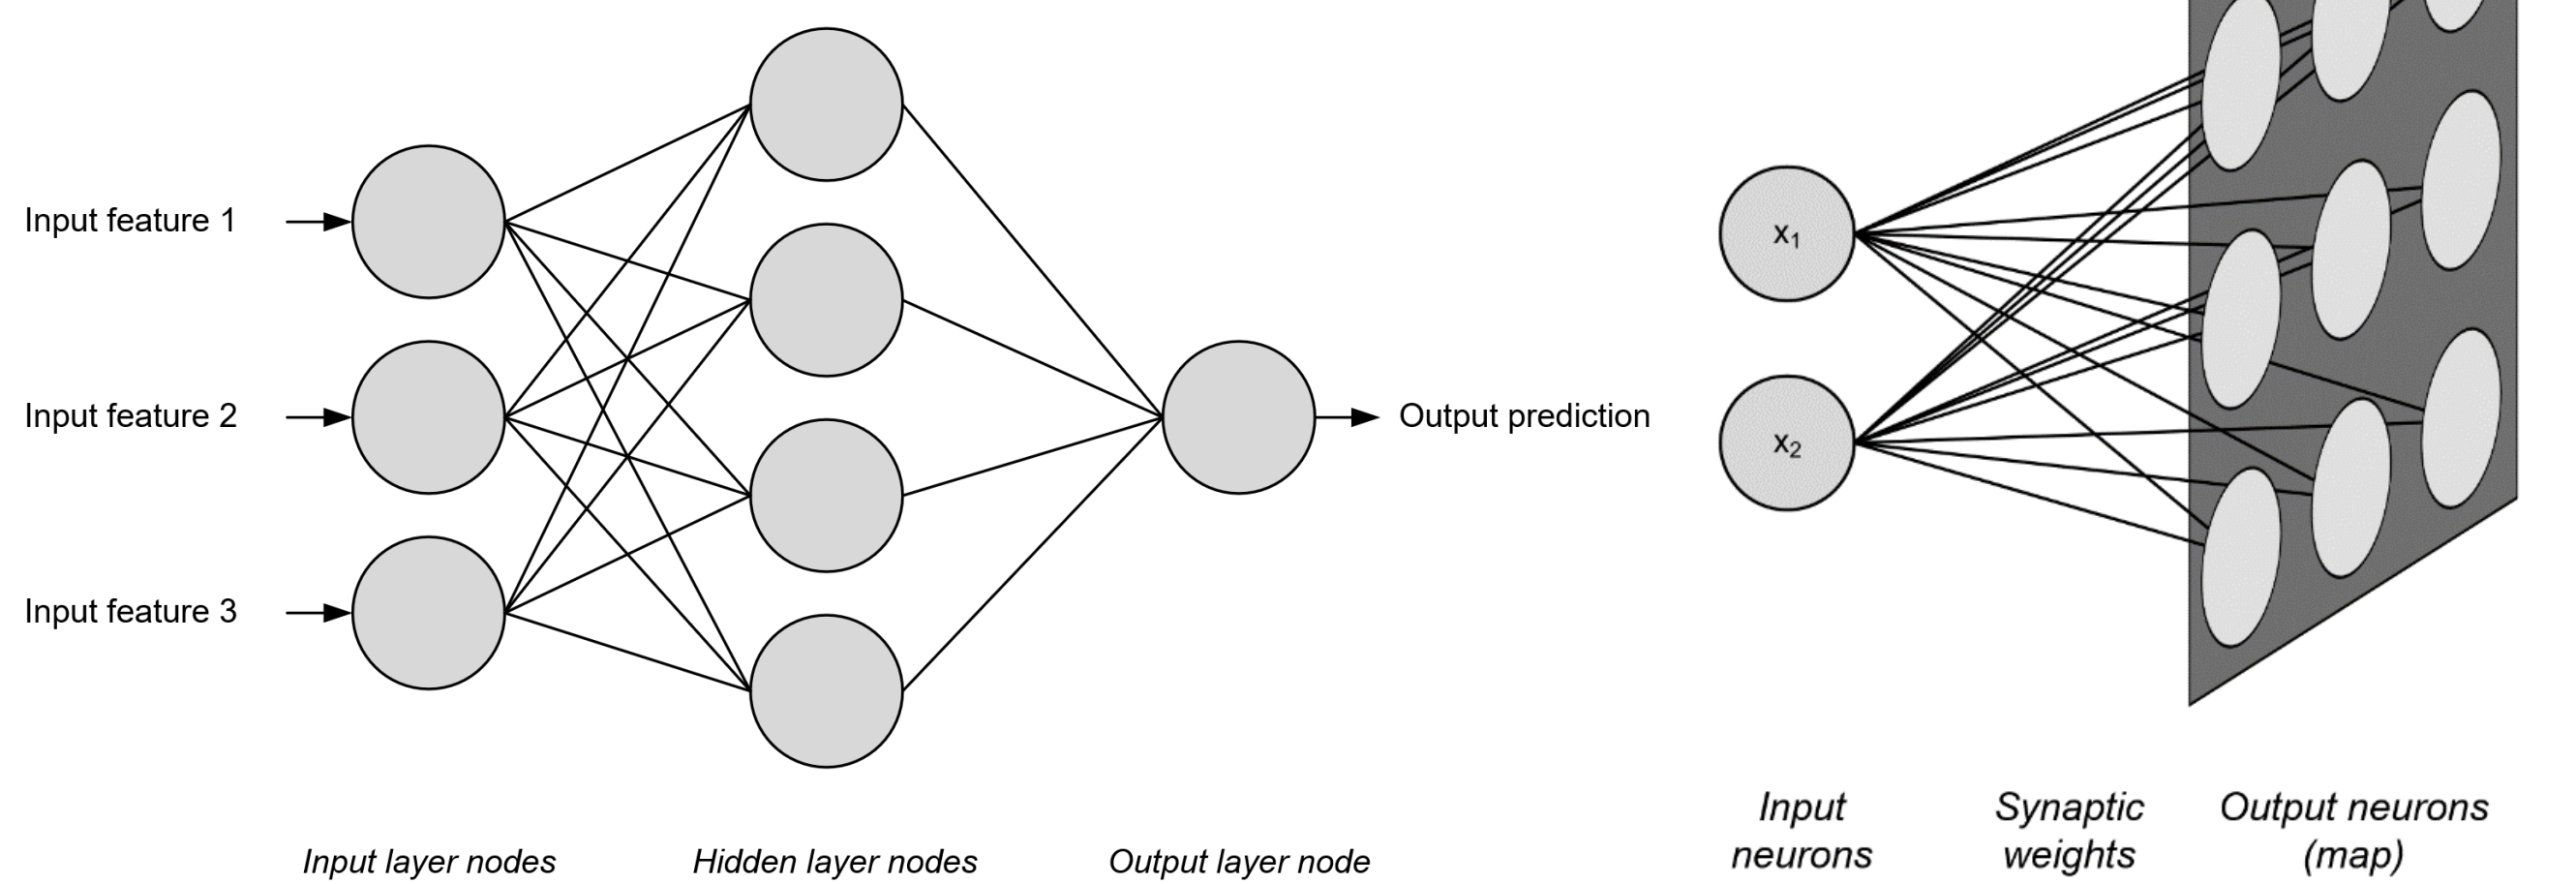 Input feature 1
Input feature 2
Input feature 3
Output prediction
Input layer nodes
Hidden layer nodes
Output layer node
x₁
x₂
Input
neurons
Synaptic
weights
Output neurons
(map)